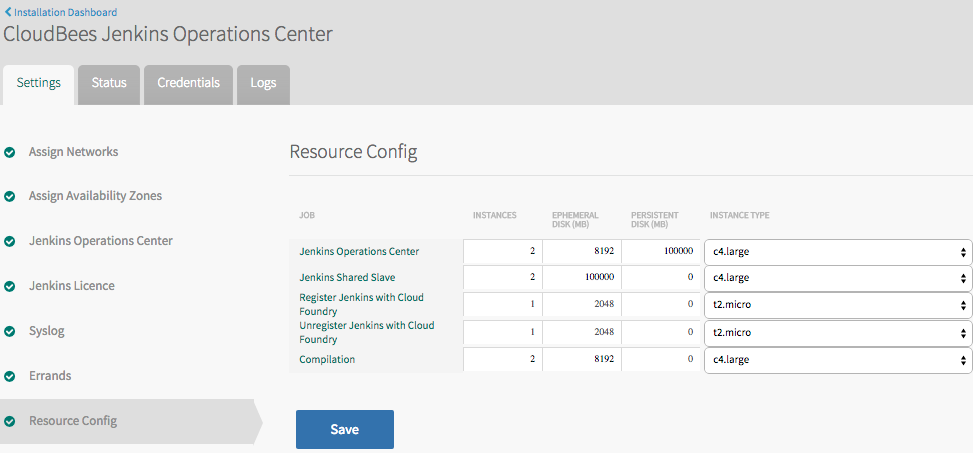 Installation Dashboard
CloudBees Jenkins Operations Center
Settings Status Credentials Logs
Assign Networks
Assign Availability Zones
Jenkins Operations Center
Jenkins Licence
Syslog
Errands
Resource Config
Resource Config
JOB INSTANCES EPHEMERAL DISK (MB) PERSISTENT DISK (MB) INSTANCE TYPE
Jenkins Operations Center 2 8192 100000 c4.large
Jenkins Shared Slave 2 100000 0 c4.large
Register Jenkins with Cloud Foundry 1 2048 0 t2.micro
Unregister Jenkins with Cloud Foundry 1 2048 0 t2.micro
Compilation 2 8192 0 c4.large
Save